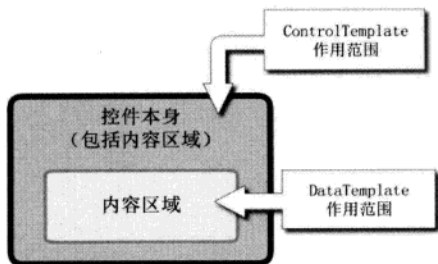 ControlTemplate
作用范围
控件本身
（包括内容区域）
内容区域
DataTemplate
作用范围